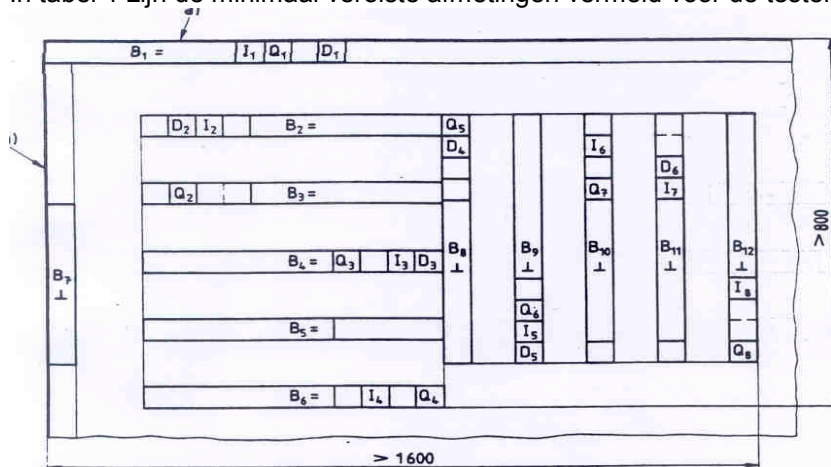 In tabel 1 zijn de minimaal vereiste afmetingen vermeld voor de
a)
B₁ = I₁ Q₁ D₁
D₂ I₂ B₂ =
Q₂ B₃ =
B₄ = Q₃ I₃ D₃
B₅ =
B₆ = I₄ Q₄
B₇ ⊥
Q₅
D₄
B₈ ⊥
B₉ ⊥
Q₆
I₅
D₅
I₆
Q₇
B₁₀ ⊥
D₆
I₇
B₁₁ ⊥
B₁₂ ⊥
I₈
Q₈
> 800
> 1600